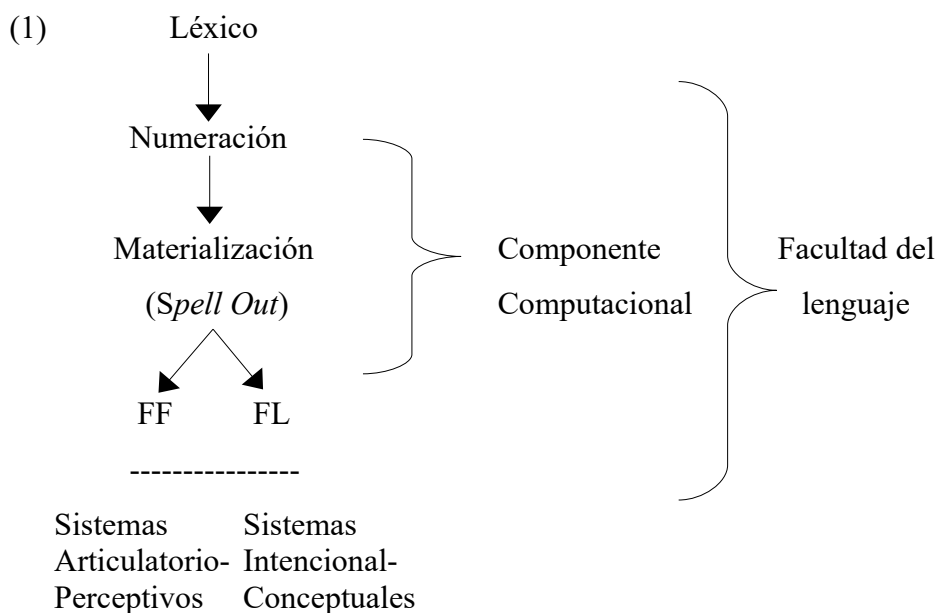 (1) Léxico
Numeración
Materialización
(Spell Out)
Componente
Computacional
Facultad del
lenguaje
FF FL
----------------
Sistemas Sistemas
Articulatorio- Intencional-
Perceptivos Conceptuales